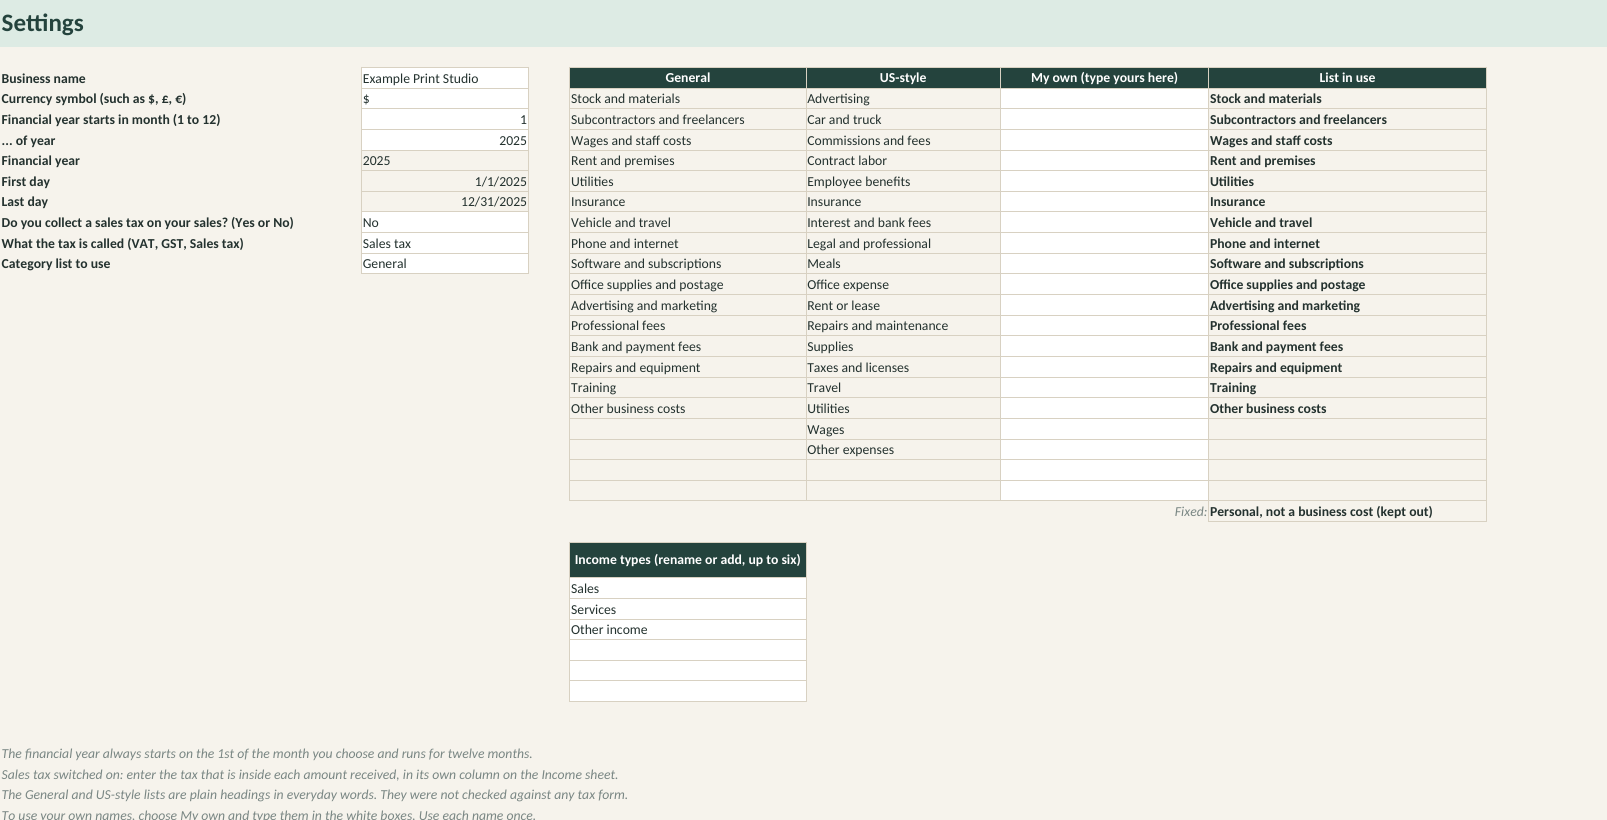 Settings
Business name Example Print Studio
Currency symbol (such as $, £, €) $
Financial year starts in month (1 to 12) 1
... of year 2025
Financial year 2025
First day 1/1/2025
Last day 12/31/2025
Do you collect a sales tax on your sales? (Yes or No) No
What the tax is called (VAT, GST, Sales tax) Sales tax
Category list to use General
General US-style My own (type yours here) List in use
Stock and materials Advertising Stock and materials
Subcontractors and freelancers Car and truck Subcontractors and freelancers
Wages and staff costs Commissions and fees Wages and staff costs
Rent and premises Contract labor Rent and premises
Utilities Employee benefits Utilities
Insurance Insurance Insurance
Vehicle and travel Interest and bank fees Vehicle and travel
Phone and internet Legal and professional Phone and internet
Software and subscriptions Meals Software and subscriptions
Office supplies and postage Office expense Office supplies and postage
Advertising and marketing Rent or lease Advertising and marketing
Professional fees Repairs and maintenance Professional fees
Bank and payment fees Supplies Bank and payment fees
Repairs and equipment Taxes and licenses Repairs and equipment
Training Travel Training
Other business costs Utilities Other business costs
Wages
Other expenses
Fixed: Personal, not a business cost (kept out)
Income types (rename or add, up to six)
Sales
Services
Other income
The financial year always starts on the 1st of the month you choose and runs for twelve months.
Sales tax switched on: enter the tax that is inside each amount received, in its own column on the Income sheet.
The General and US-style lists are plain headings in everyday words. They were not checked against any tax form.
To use your own names, choose My own and type them in the white boxes. Use each name once.